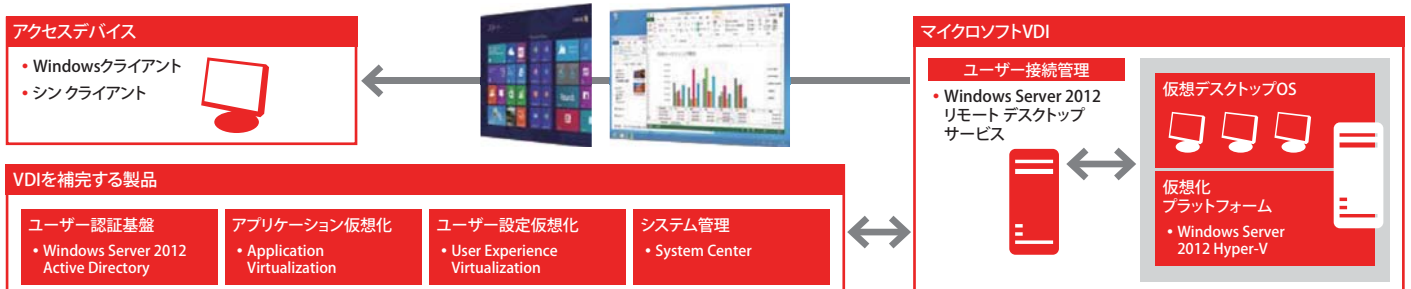 アクセスデバイス
• Windowsクライアント
• シン クライアント
マイクロソフトVDI
ユーザー接続管理
• Windows Server 2012
リモート デスクトップ
サービス
仮想デスクトップOS
仮想化
プラットフォーム
• Windows Server
2012 Hyper-V
VDIを補完する製品
ユーザー認証基盤
• Windows Server 2012
Active Directory
アプリケーション仮想化
• Application
Virtualization
ユーザー設定仮想化
• User Experience
Virtualization
システム管理
• System Center